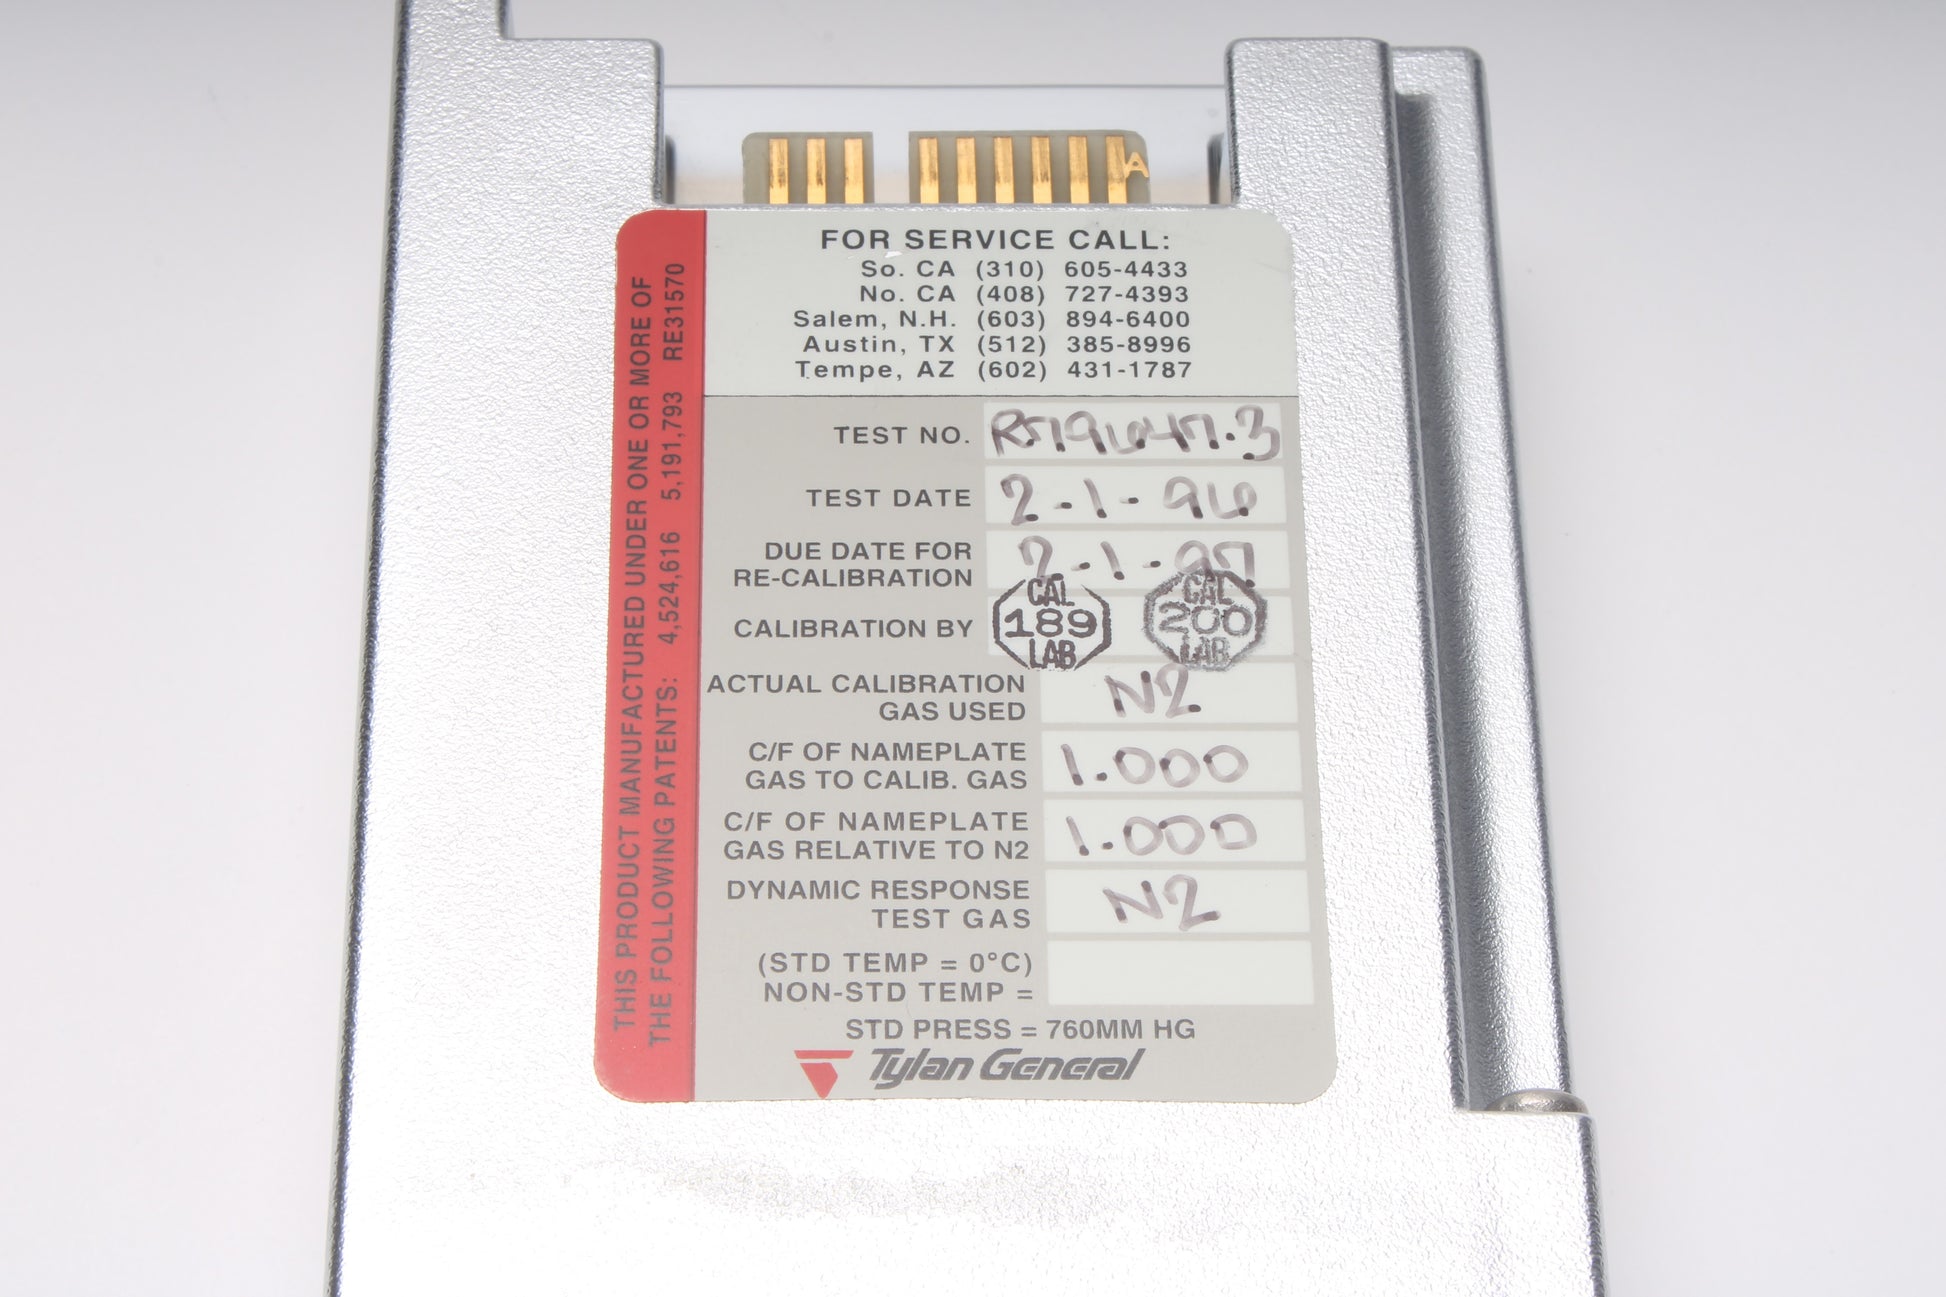 A
FOR SERVICE CALL:
So. CA (310) 605-4433
No. CA (408) 727-4393
Salem, N.H. (603) 894-6400
Austin, TX (512) 385-8996
Tempe, AZ (602) 431-1787
THIS PRODUCT MANUFACTURED UNDER ONE OR MORE OF
THE FOLLOWING PATENTS: 4,524,616 5,191,793 RE31570
TEST NO.
TEST DATE 2-1-96
DUE DATE FOR
RE-CALIBRATION 2-1-97
CALIBRATION BY
CAL
189
LAB
CAL
200
LAB
ACTUAL CALIBRATION
GAS USED N2
C/F OF NAMEPLATE
GAS TO CALIB. GAS 1.000
C/F OF NAMEPLATE
GAS RELATIVE TO N2 1.000
DYNAMIC RESPONSE
TEST GAS N2
(STD TEMP = 0°C)
NON-STD TEMP =
STD PRESS = 760MM HG
Tylan General